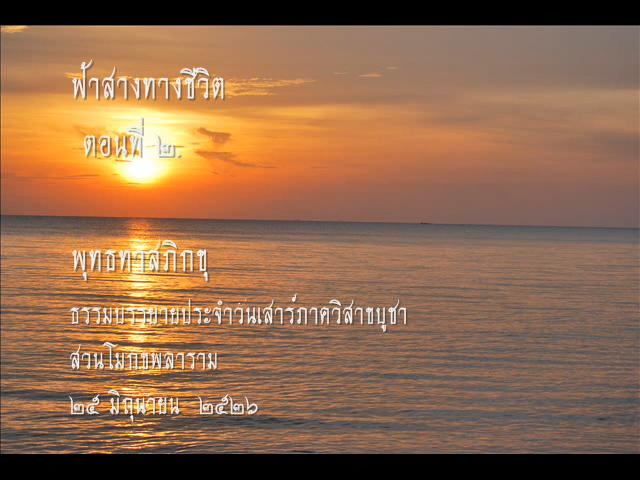 ฟ้าสางทางชีวิต
ตอนที่ ๒.
พุทธทาสภิกขุ
ธรรมบรรยายประจำวันเสาร์ภาควิสาขบูชา
สวนโมกขพลาราม
๒๕ มิถุนายน ๒๕๒๖